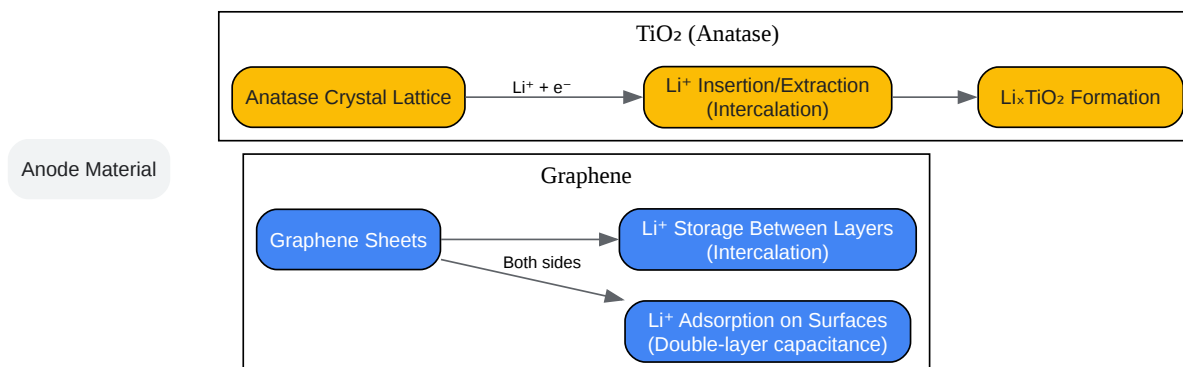 TiO₂ (Anatase)
Anatase Crystal Lattice
Li⁺ + e⁻
Li⁺ Insertion/Extraction
(Intercalation)
LiₓTiO₂ Formation
Anode Material
Graphene
Graphene Sheets
Both sides
Li⁺ Storage Between Layers
(Intercalation)
Li⁺ Adsorption on Surfaces
(Double-layer capacitance)